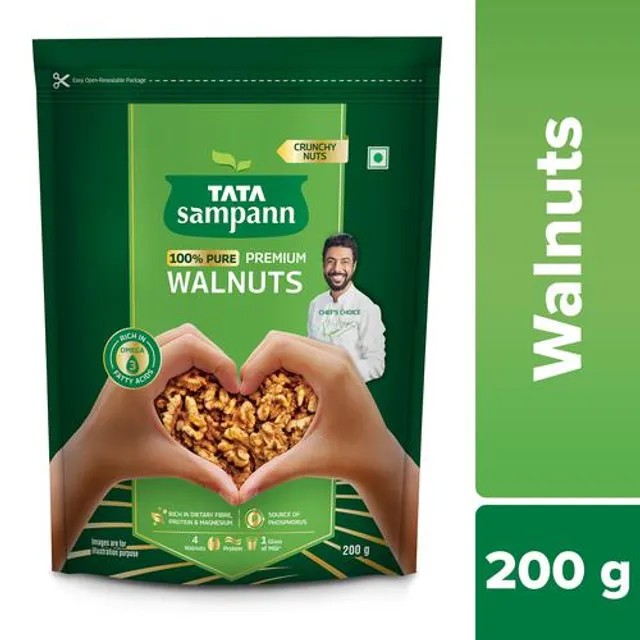 Easy Open-Resealable Package
CRUNCHY
NUTS
TATA
sampann
100% PURE PREMIUM
WALNUTS
CHEF'S CHOICE
RICH IN
OMEGA
3
FATTY ACIDS
RICH IN DIETARY FIBRE,
PROTEIN & MAGNESIUM
SOURCE OF
PHOSPHORUS
4
Walnuts
Protein
1 Glass
of Milk*
Images are for
illustration purpose
200 g
Walnuts
200 g